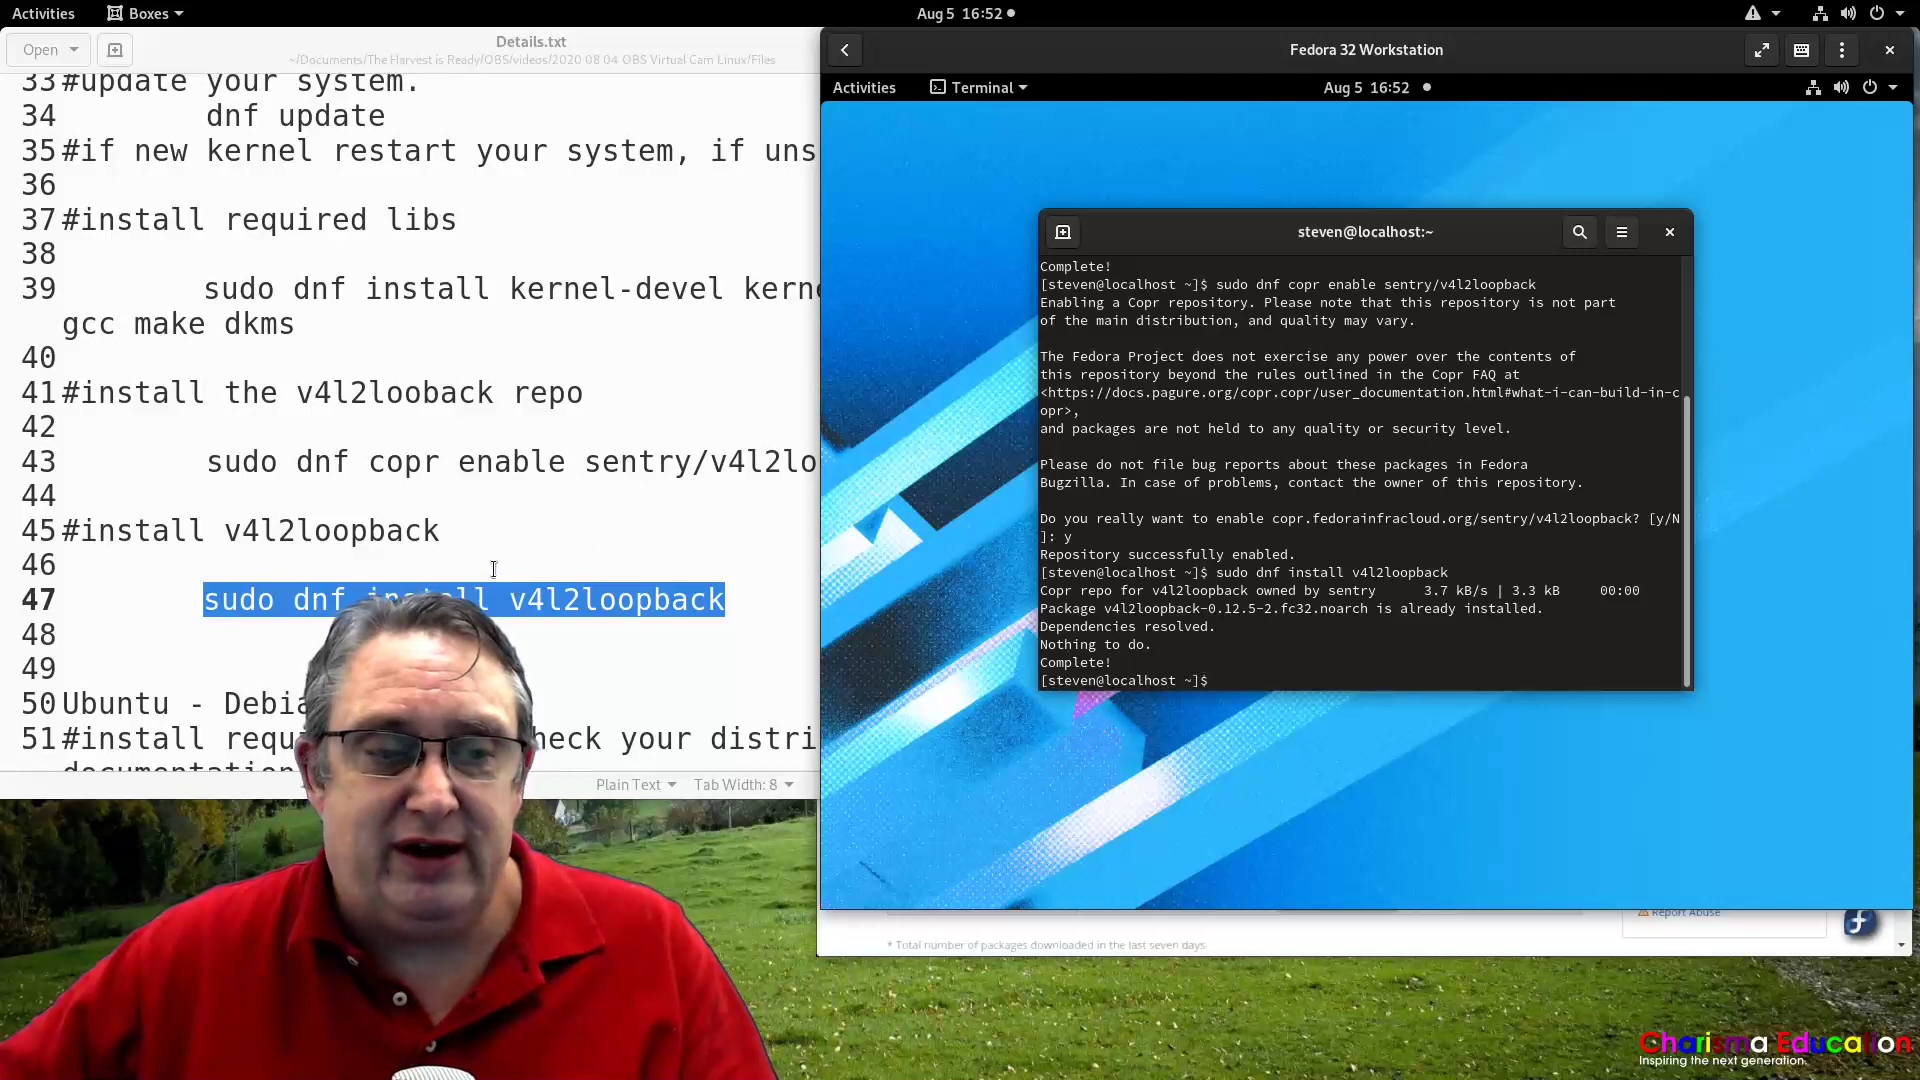 Activities
Boxes
Aug 5 16:52
Open
Details.txt
~/Documents/The Harvest is Ready/OBS/videos/2020 08 04 OBS Virtual Cam Linux/Files
33 #update your system.
34 dnf update
35 #if new kernel restart your system, if uns
36
37 #install required libs
38
39 sudo dnf install kernel-devel kerne
gcc make dkms
40
41 #install the v4l2looback repo
42
43 sudo dnf copr enable sentry/v4l2lo
44
45 #install v4l2loopback
46
47 sudo dnf install v4l2loopback
48
49
50 Ubuntu - Debia
51 #install requ heck your distri
documentation
Plain Text
Tab Width: 8
Fedora 32 Workstation
Activities
Terminal
Aug 5 16:52
steven@localhost:~
Complete!
[steven@localhost ~]$ sudo dnf copr enable sentry/v4l2loopback
Enabling a Copr repository. Please note that this repository is not part
of the main distribution, and quality may vary.
The Fedora Project does not exercise any power over the contents of
this repository beyond the rules outlined in the Copr FAQ at
<https://docs.pagure.org/copr.copr/user_documentation.html#what-i-can-build-in-c
opr>,
and packages are not held to any quality or security level.
Please do not file bug reports about these packages in Fedora
Bugzilla. In case of problems, contact the owner of this repository.
Do you really want to enable copr.fedorainfracloud.org/sentry/v4l2loopback? [y/N
]: y
Repository successfully enabled.
[steven@localhost ~]$ sudo dnf install v4l2loopback
Copr repo for v4l2loopback owned by sentry 3.7 kB/s | 3.3 kB 00:00
Package v4l2loopback-0.12.5-2.fc32.noarch is already installed.
Dependencies resolved.
Nothing to do.
Complete!
[steven@localhost ~]$
Report Abuse
* Total number of packages downloaded in the last seven days.
Charisma Education
Inspiring the next generation.